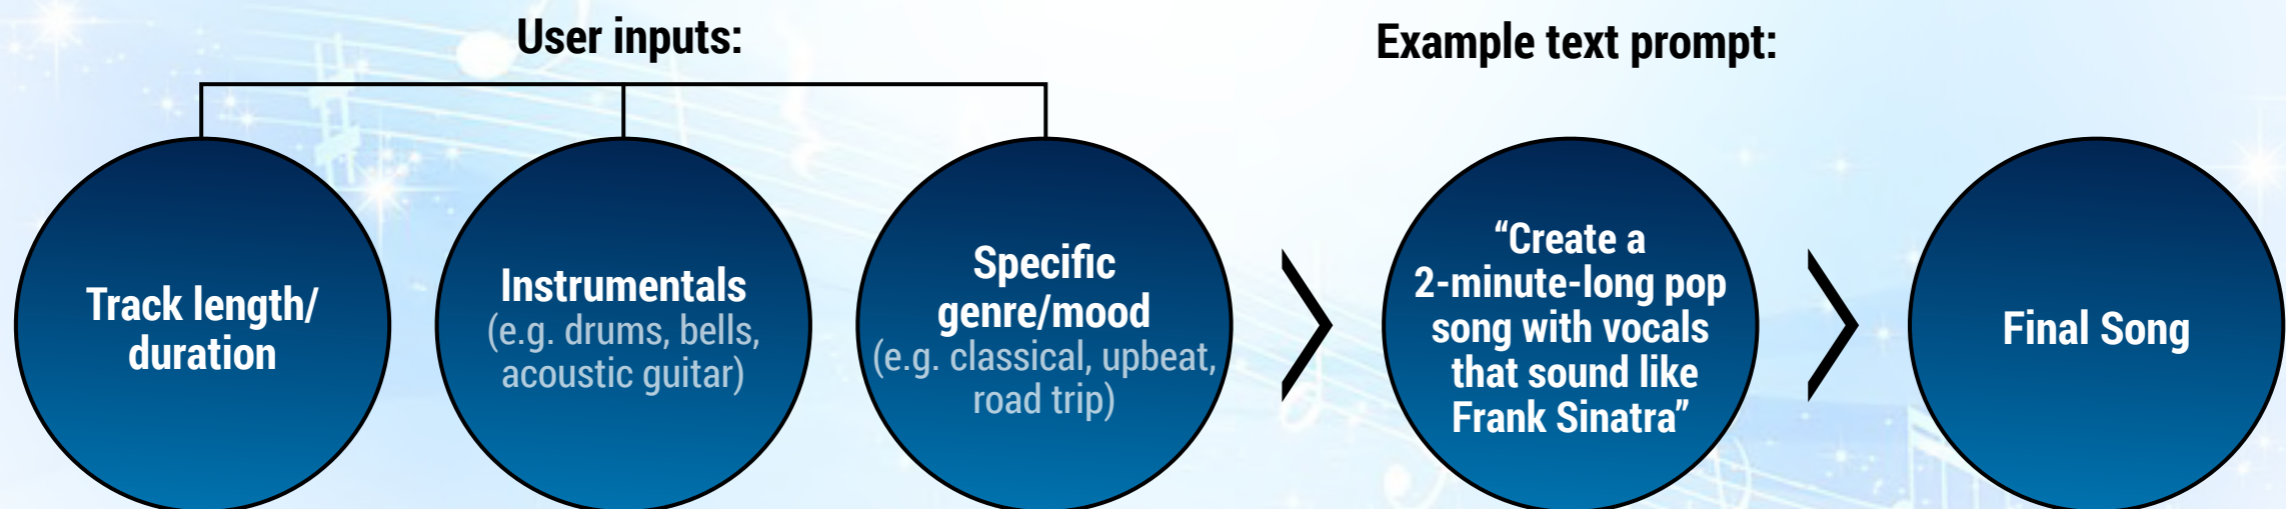 User inputs:
Track length/
duration
Instrumentals
(e.g. drums, bells,
acoustic guitar)
Specific
genre/mood
(e.g. classical, upbeat,
road trip)
Example text prompt:
“Create a
2-minute-long pop
song with vocals
that sound like
Frank Sinatra”
Final Song